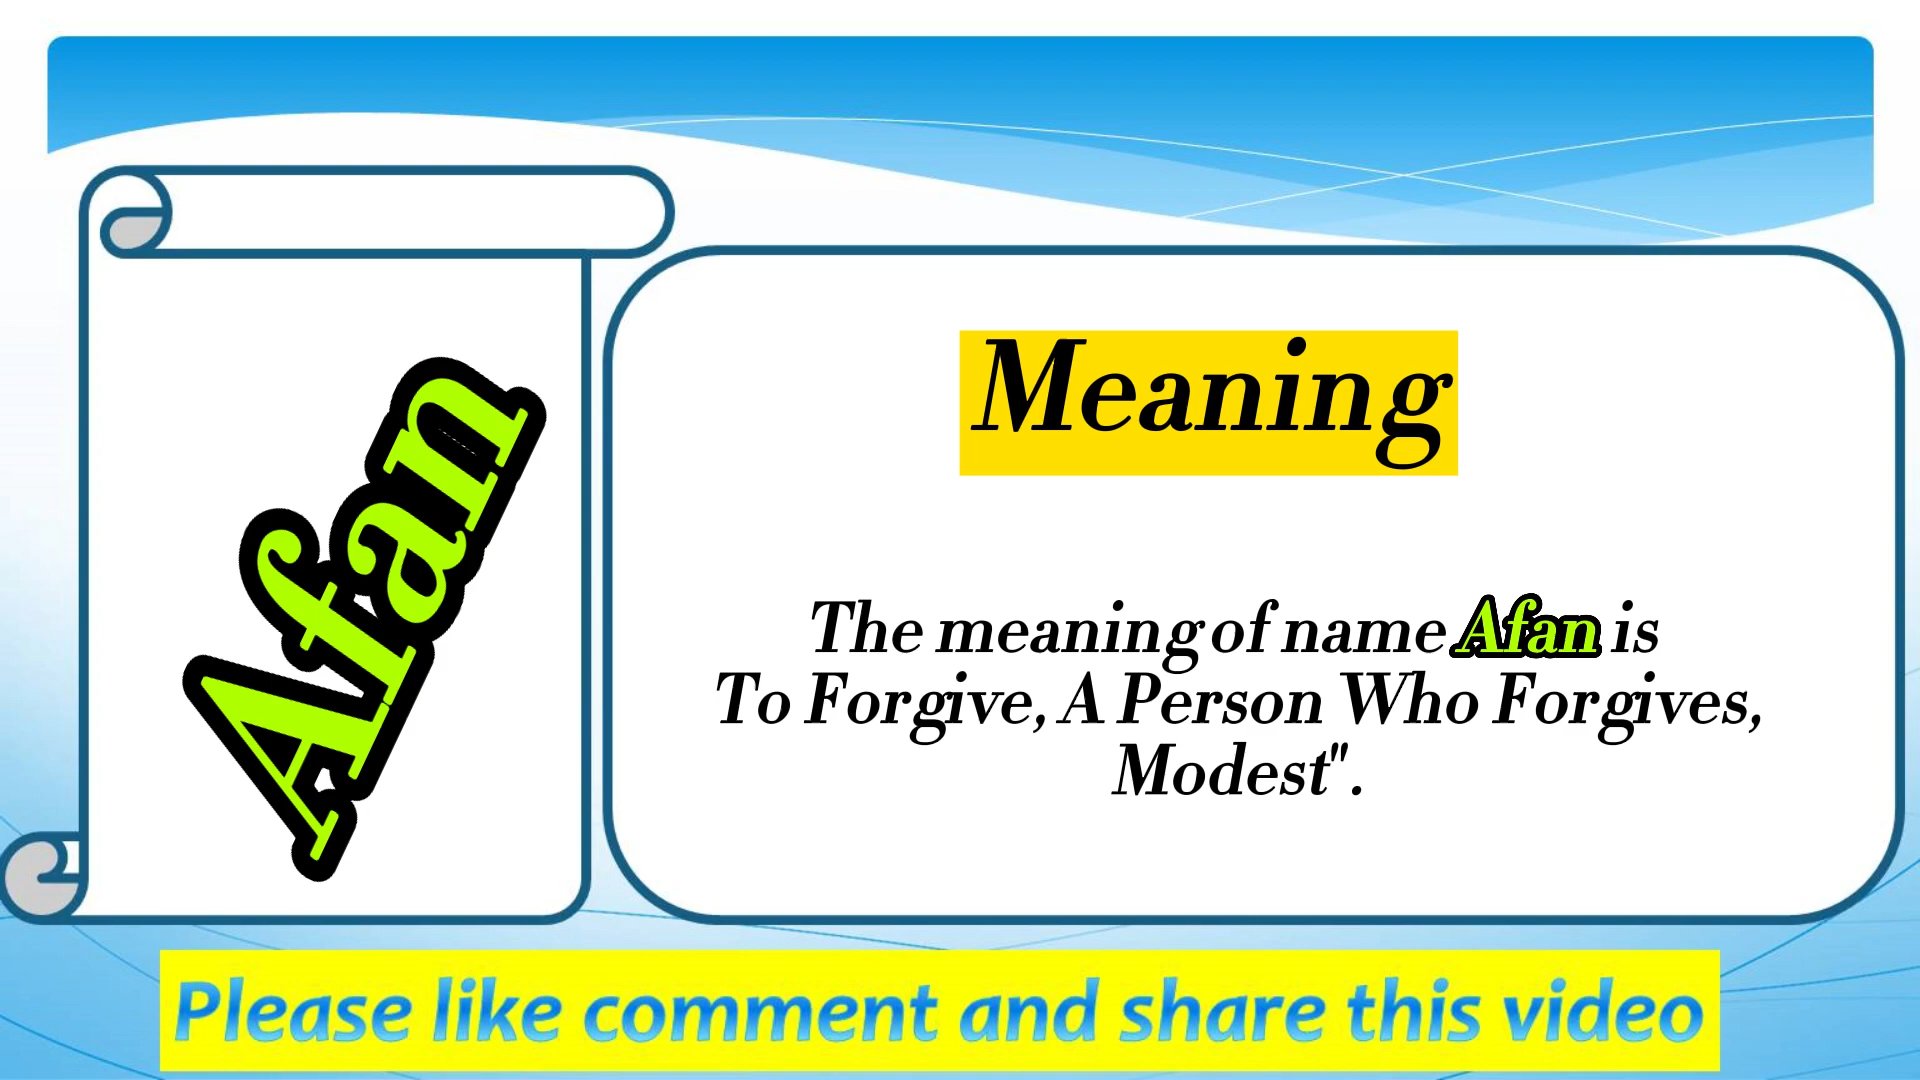 Afan
Meaning
The meaning of name Afan is
To Forgive, A Person Who Forgives,
Modest".
Please like comment and share this video